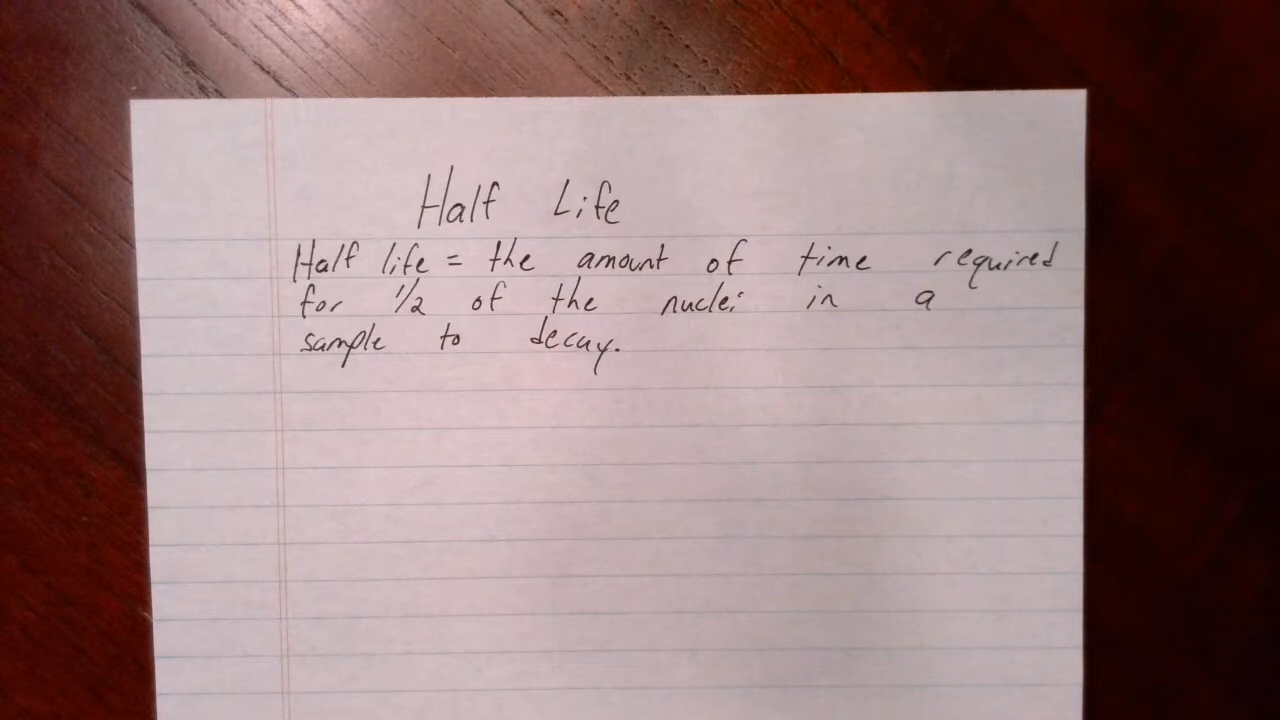 Half Life
Half life = the amount of time required
for 1/2 of the nuclei in a
sample to decay.